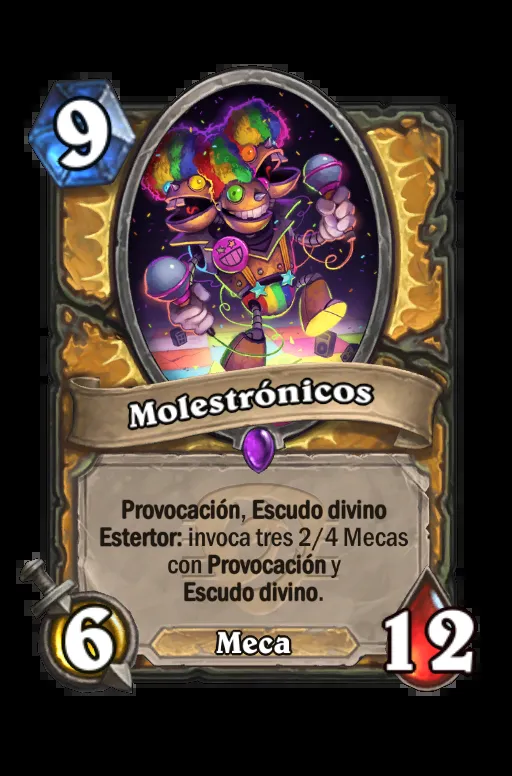 9
Molestrónicos
Provocación, Escudo divino
Estertor: invoca tres 2/4 Mecas
con Provocación y
Escudo divino.
6
Meca
12